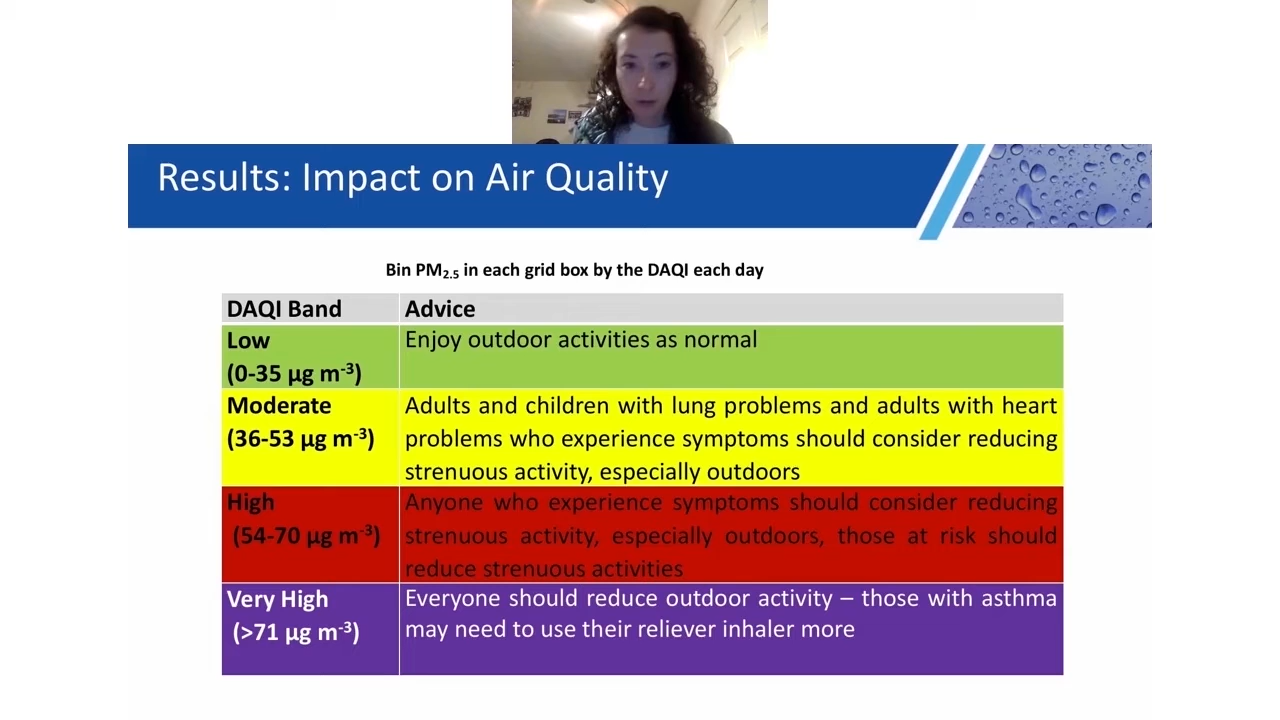 Results: Impact on Air Quality
Bin PM2.5 in each grid box by the DAQI each day
DAQI Band
Advice
Low
(0-35 µg m-3)
Enjoy outdoor activities as normal
Moderate
(36-53 µg m-3)
Adults and children with lung problems and adults with heart
problems who experience symptoms should consider reducing
strenuous activity, especially outdoors
High
(54-70 µg m-3)
Anyone who experience symptoms should consider reducing
strenuous activity, especially outdoors, those at risk should
reduce strenuous activities
Very High
(>71 µg m-3)
Everyone should reduce outdoor activity – those with asthma
may need to use their reliever inhaler more